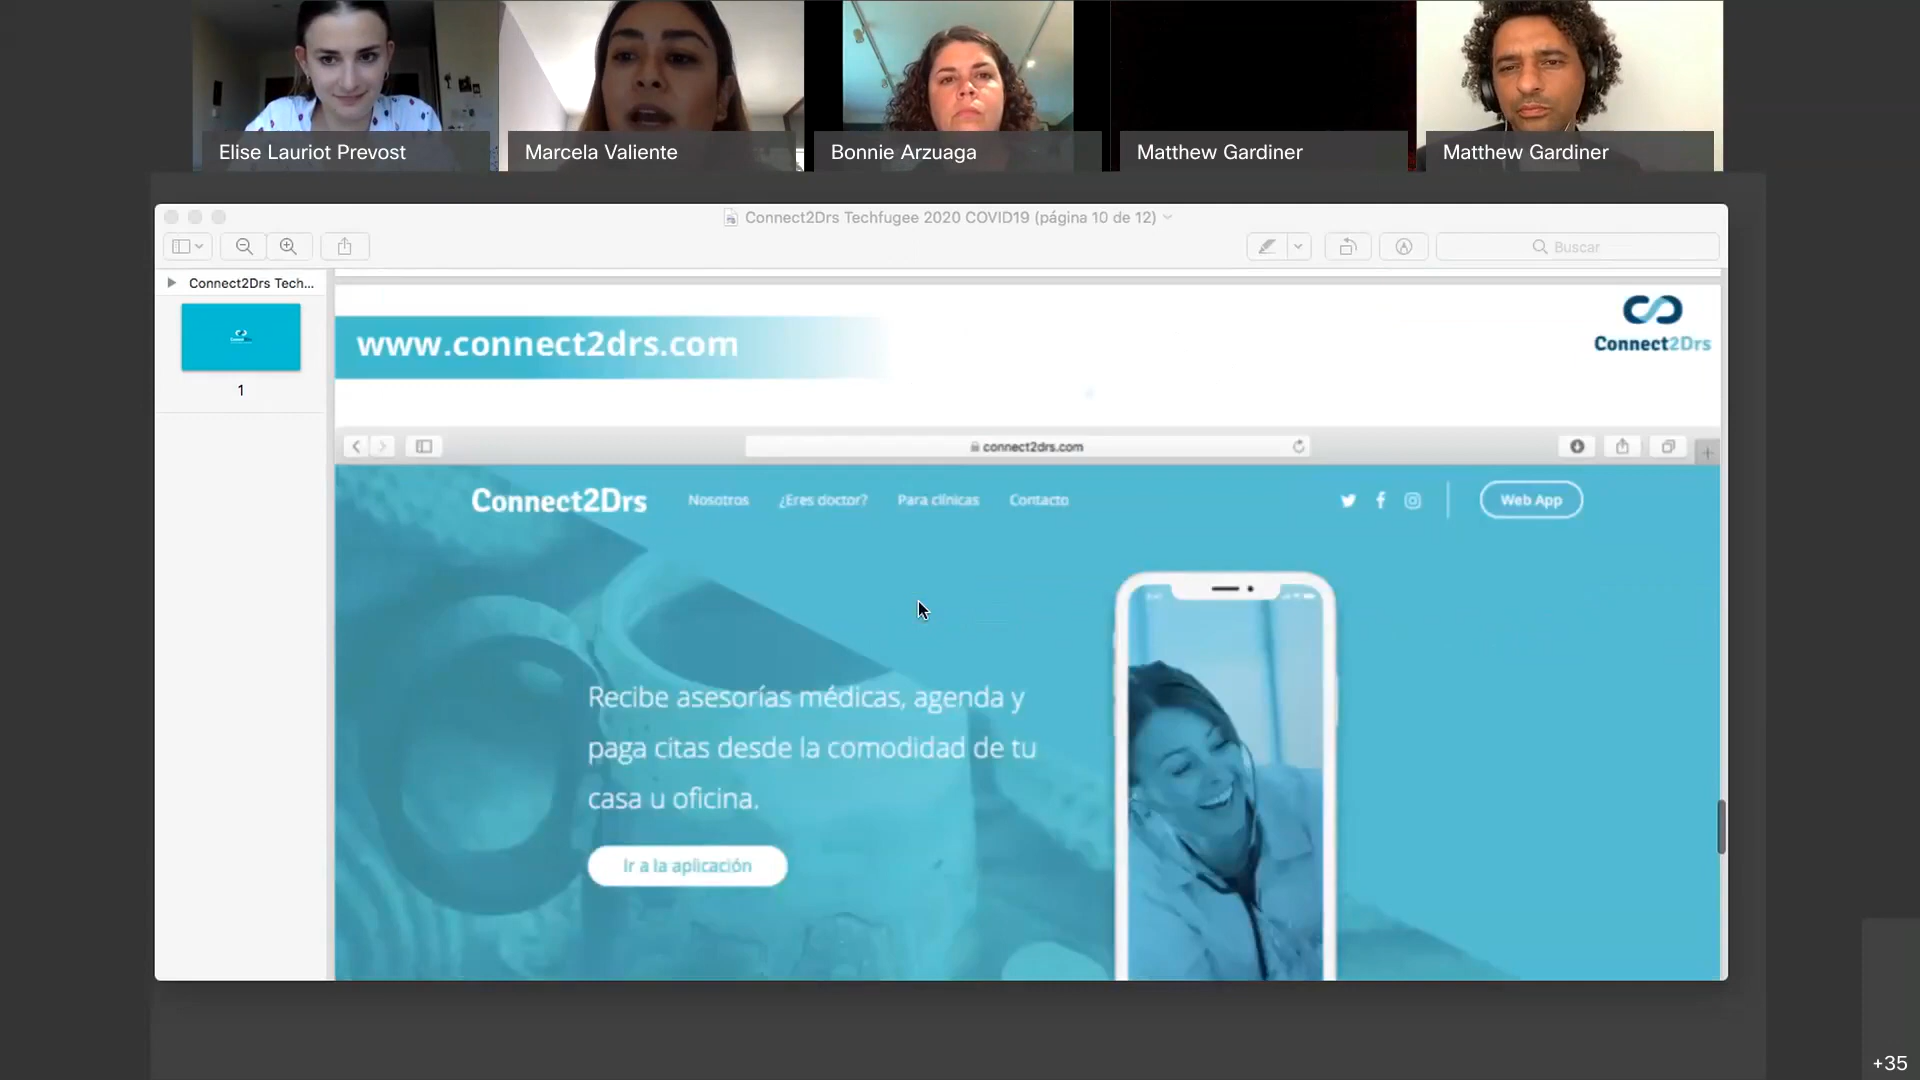 Elise Lauriot Prevost
Marcela Valiente
Bonnie Arzuaga
Matthew Gardiner
Matthew Gardiner
Connect2Drs Techfugee 2020 COVID19 (página 10 de 12)
Buscar
Connect2Drs Tech...
1
www.connect2drs.com
Connect2Drs
connect2drs.com
Connect2Drs
Nosotros
¿Eres doctor?
Para clínicas
Contacto
Web App
Recibe asesorías médicas, agenda y
paga citas desde la comodidad de tu
casa u oficina.
Ir a la aplicación
+35